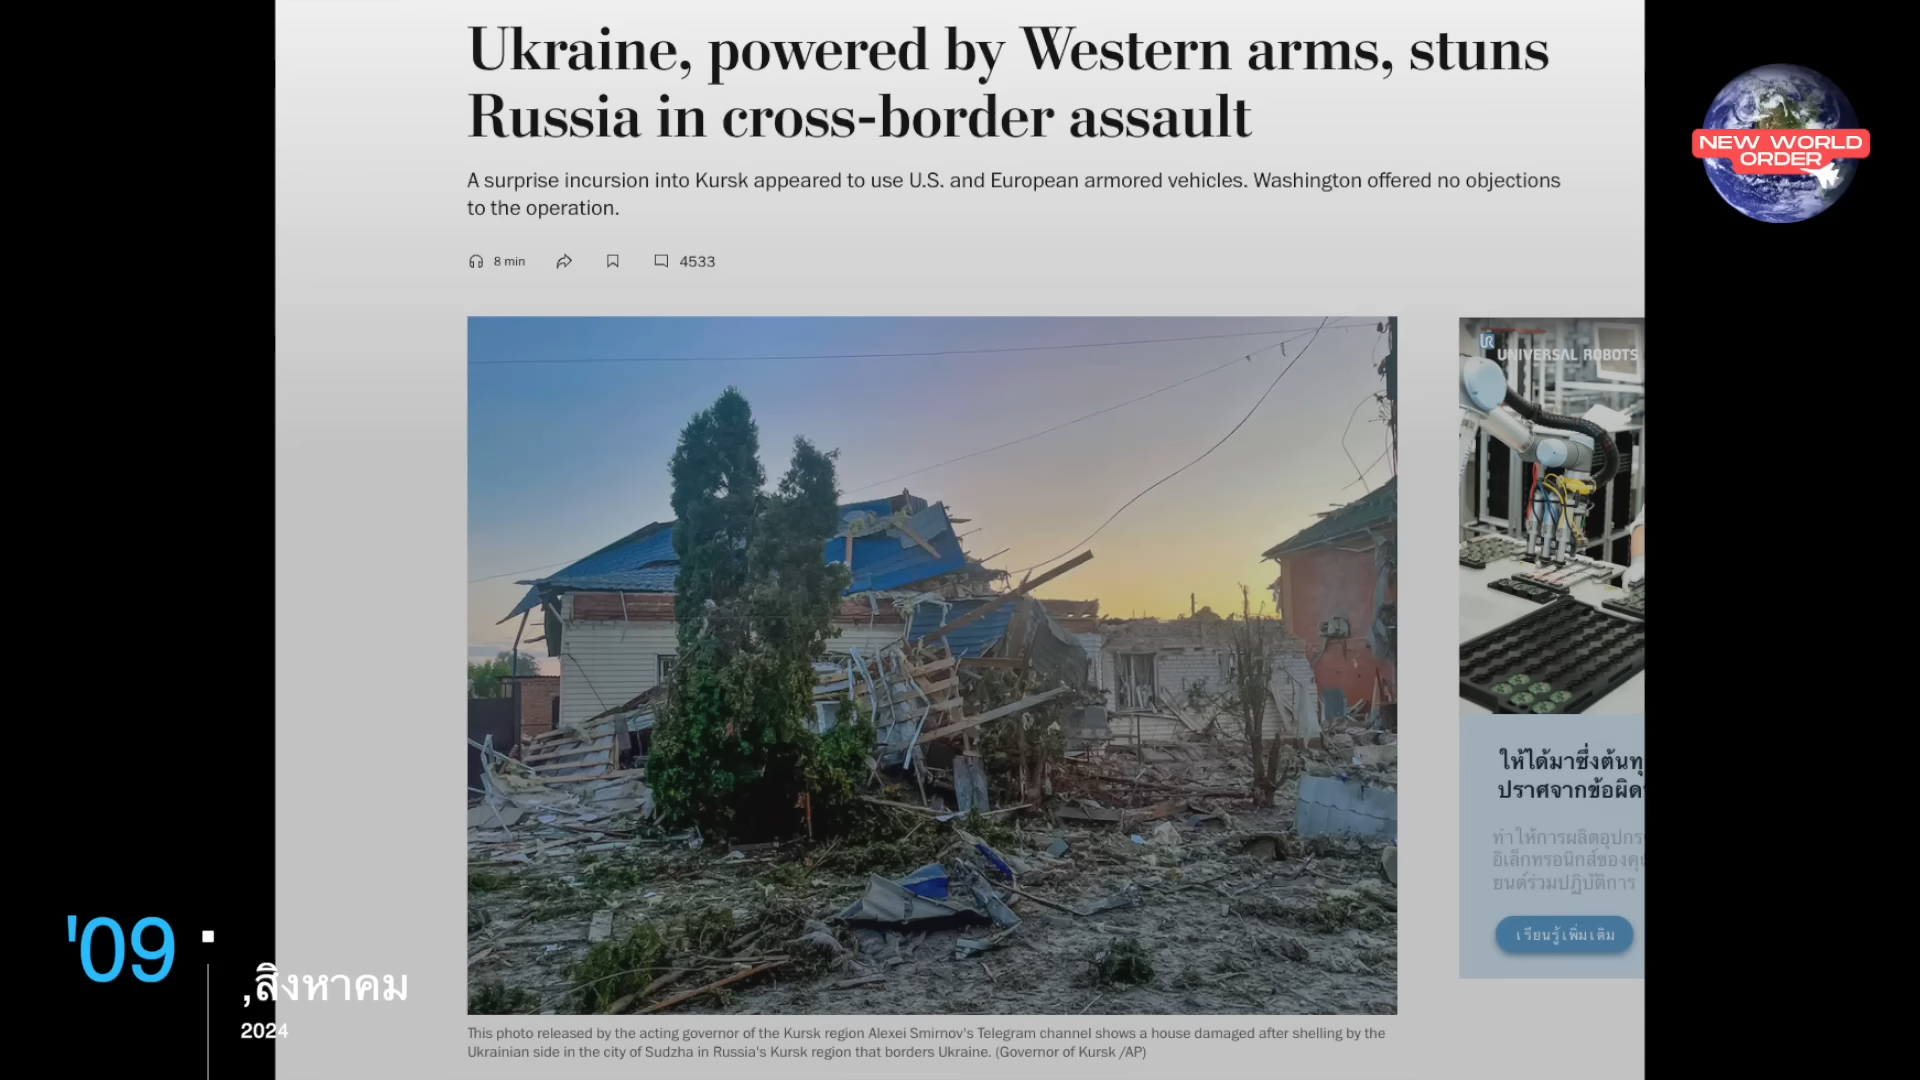 Ukraine, powered by Western arms, stuns
Russia in cross-border assault
A surprise incursion into Kursk appeared to use U.S. and European armored vehicles. Washington offered no objections
to the operation.
8 min
4533
NEW WORLD
ORDER
UNIVERSAL ROBOTS
ให้ได้มาซึ่งต้นทุ
ปราศจากข้อผิด
ทำให้การผลิตอุปกร
อิเล็กทรอนิกส์ของคุ
ยนต์ร่วมปฏิบัติการ
เรียนรู้เพิ่มเติม
'09
,สิงหาคม
2024
This photo released by the acting governor of the Kursk region Alexei Smirnov's Telegram channel shows a house damaged after shelling by the
Ukrainian side in the city of Sudzha in Russia's Kursk region that borders Ukraine. (Governor of Kursk /AP)